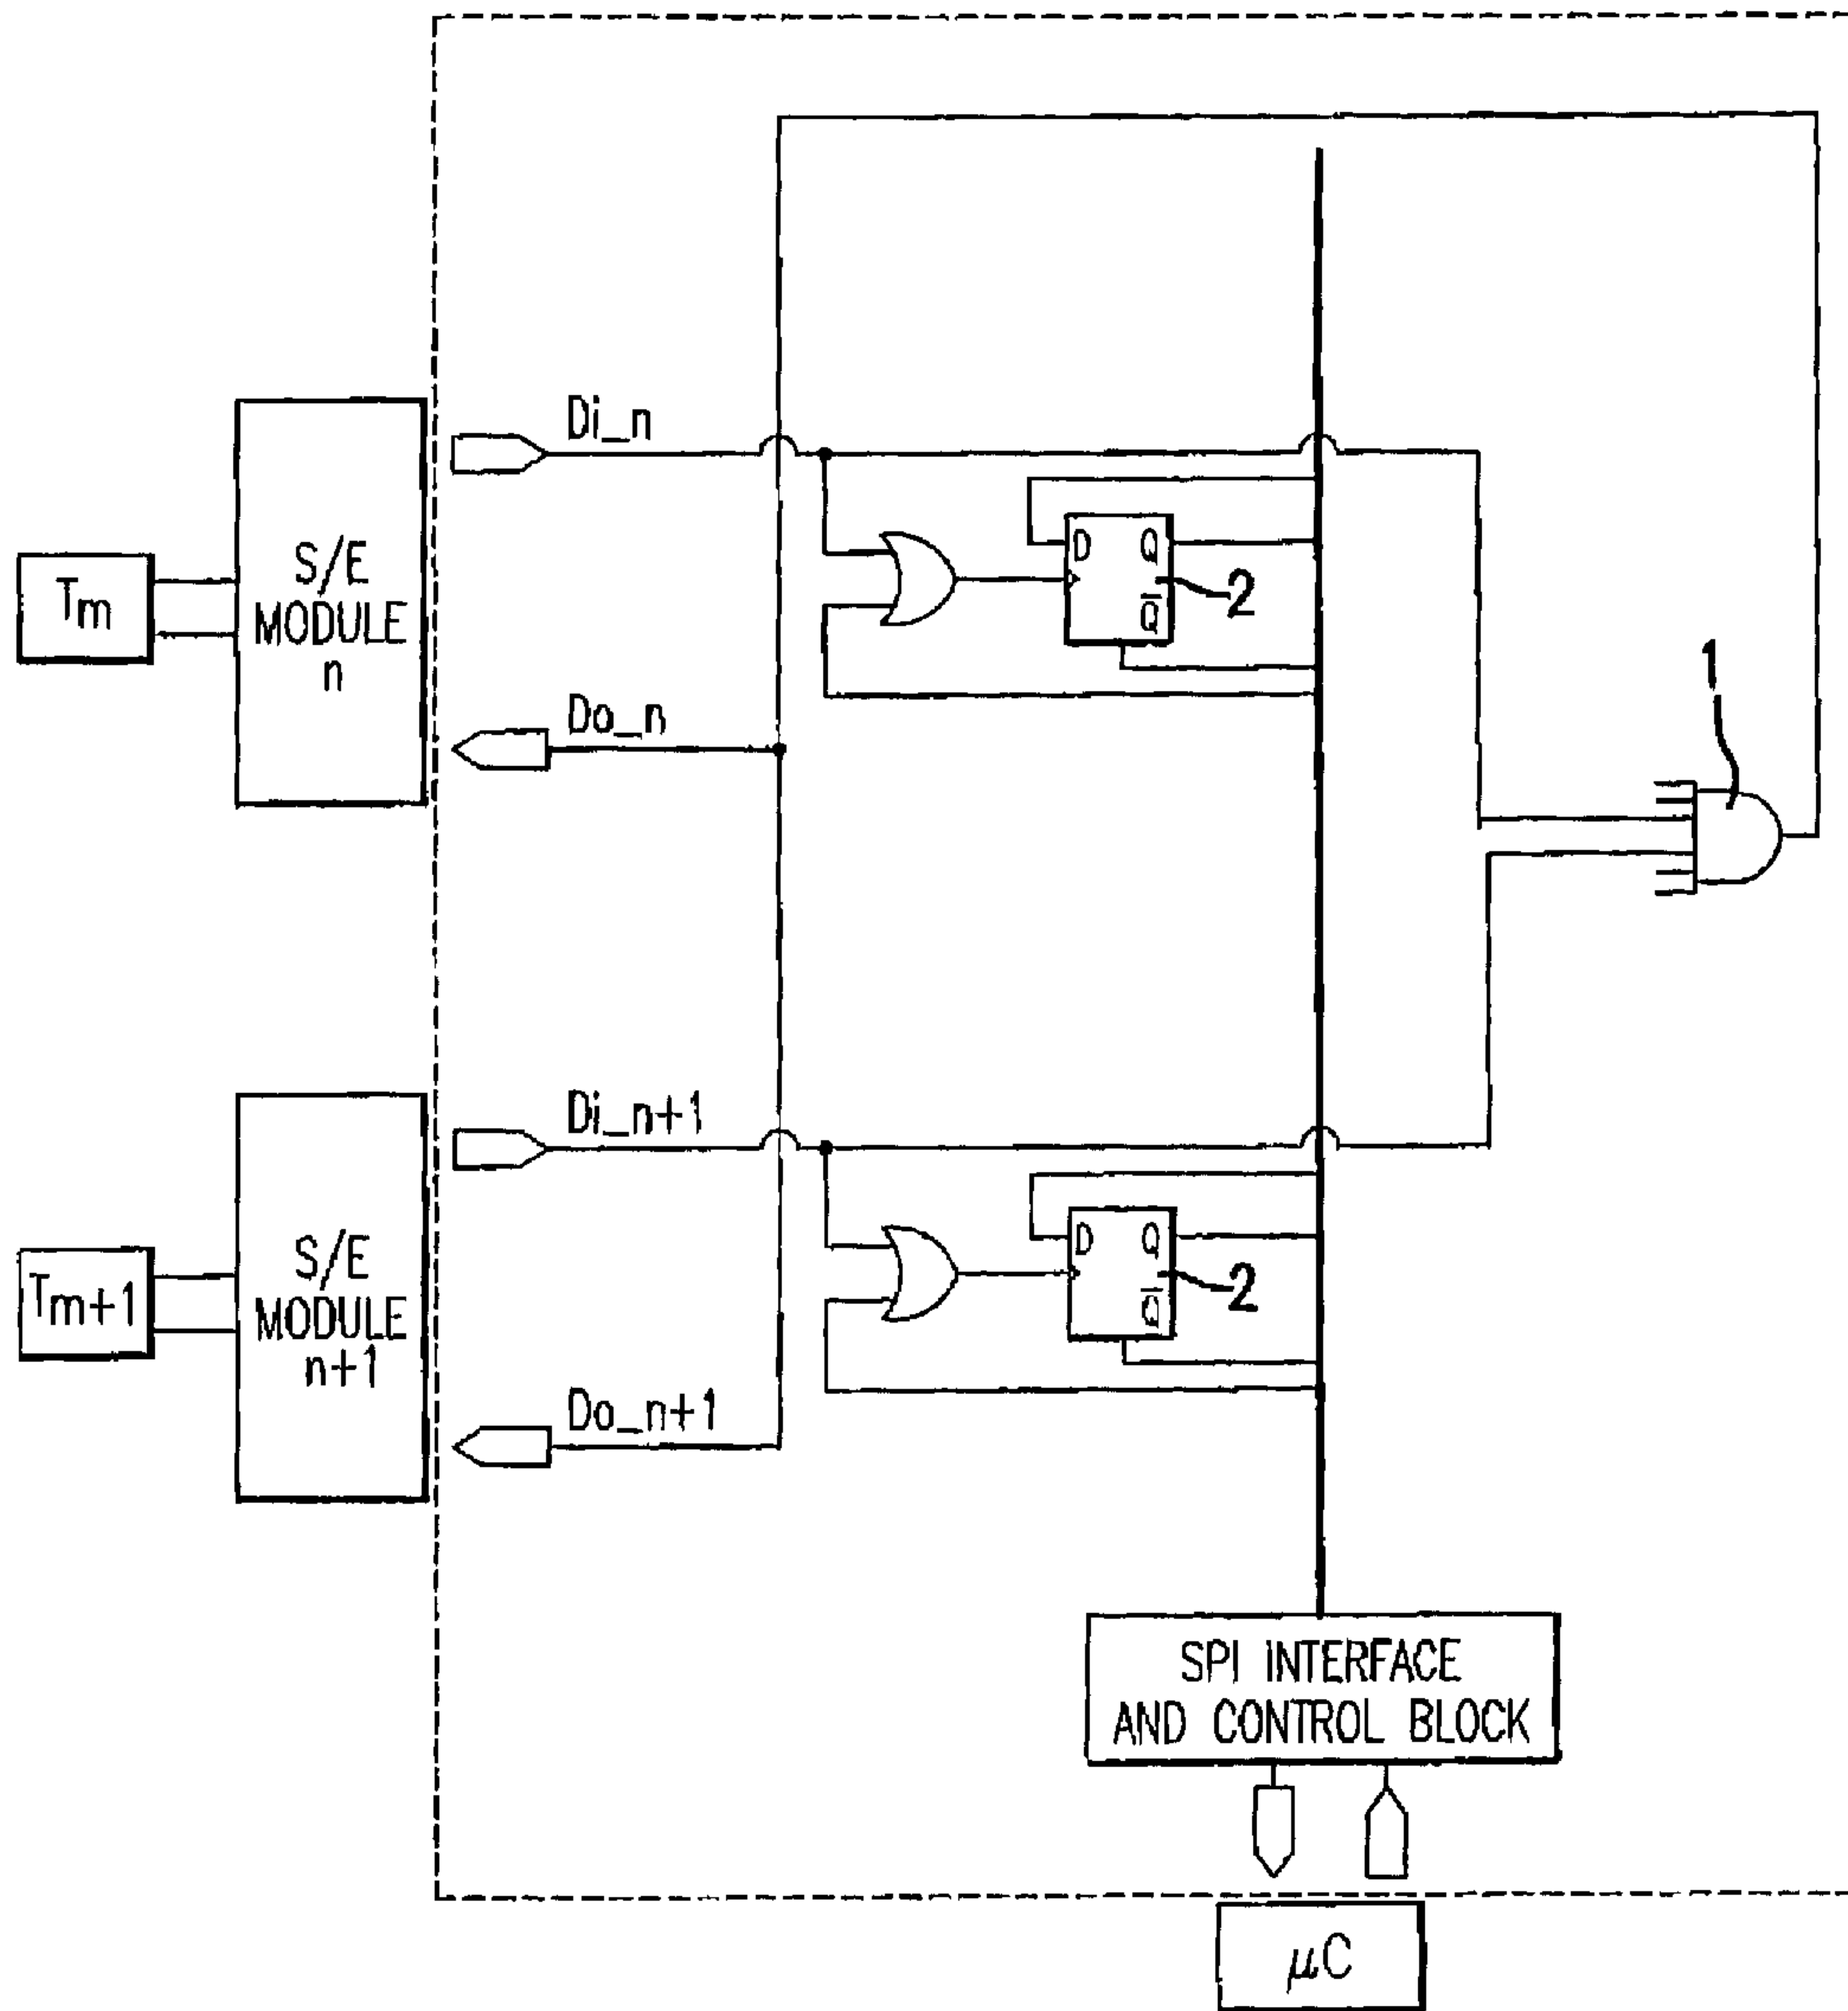 Di_n
D Q
Q̅
2
S/E
MODULE
n
Tm
Do_n
1
Di_n+1
D Q
Q̅
2
S/E
MODULE
n+1
Tm+1
Do_n+1
SPI INTERFACE
AND CONTROL BLOCK
μC